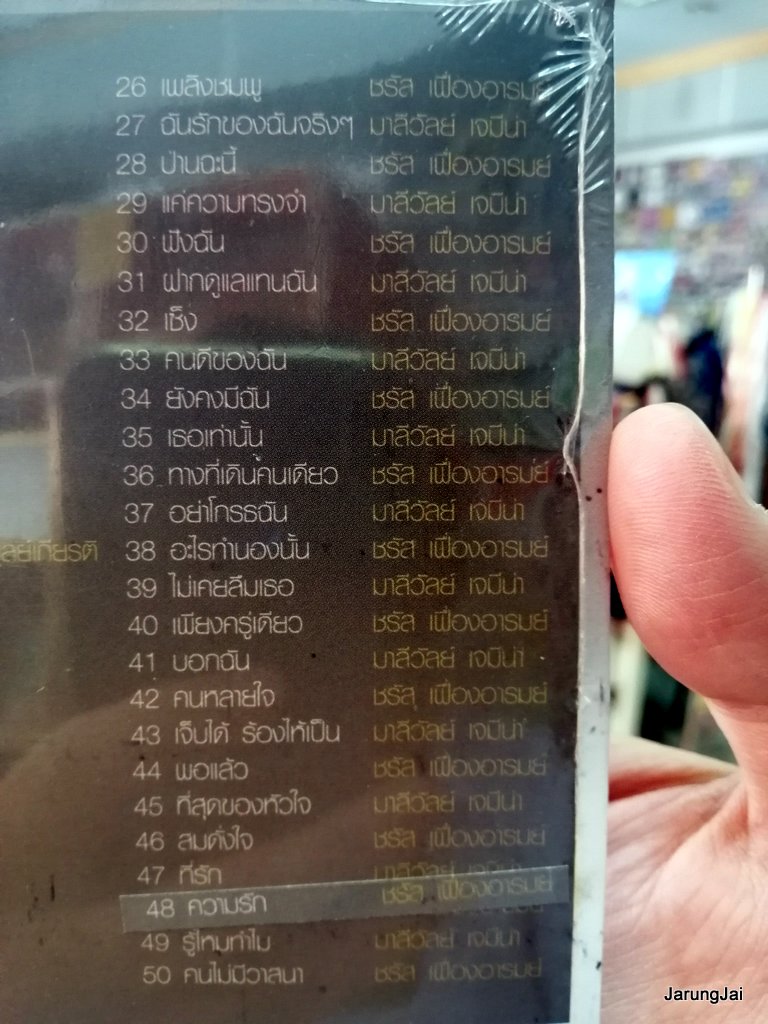 26 เพลิงชมพู ชรัส เฟื่องอารมย์
27 ฉันรักของฉันจริงๆ มาลีวัลย์ เจมีน่า
28 ป่านฉะนี้ ชรัส เฟื่องอารมย์
29 แค่ความทรงจำ มาลีวัลย์ เจมีน่า
30 ฟังฉัน ชรัส เฟื่องอารมย์
31 ฝากดูแลแทนฉัน มาลีวัลย์ เจมีน่า
32 เซ็ง ชรัส เฟื่องอารมย์
33 คนดีของฉัน มาลีวัลย์ เจมีน่า
34 ยังคงมีฉัน ชรัส เฟื่องอารมย์
35 เธอเท่านั้น มาลีวัลย์ เจมีน่า
36 ทางที่เดินคนเดียว ชรัส เฟื่องอารมย์
37 อย่าโกรธฉัน มาลีวัลย์ เจมีน่า
ลย์เกียรติ 38 อะไรทำนองนั้น ชรัส เฟื่องอารมย์
39 ไม่เคยลืมเธอ มาลีวัลย์ เจมีน่า
40 เพียงครู่เดียว ชรัส เฟื่องอารมย์
41 บอกฉัน มาลีวัลย์ เจมีน่า
42 คนหลายใจ ชรัส เฟื่องอารมย์
43 เจ็บได้ ร้องไห้เป็น มาลีวัลย์ เจมีน่า
44 พอแล้ว ชรัส เฟื่องอารมย์
45 ที่สุดของหัวใจ มาลีวัลย์ เจมีน่า
46 สมดั่งใจ ชรัส เฟื่องอารมย์
47 ที่รัก มาลีวัลย์ เจมีน่า
48 ความรัก ชรัส เฟื่องอารมย์
49 รู้ไหมทำไม มาลีวัลย์ เจมีน่า
50 คนไม่มีวาสนา ชรัส เฟื่องอารมย์
JarungJai